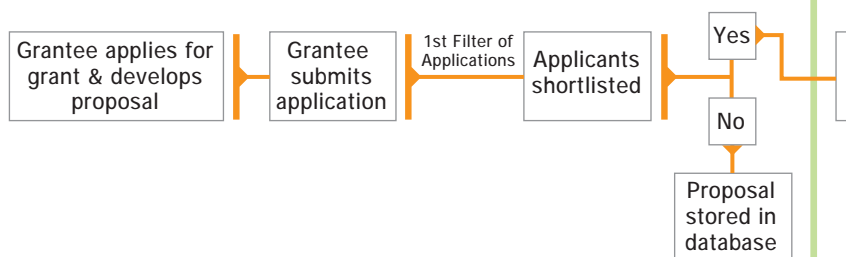 Grantee applies for
grant & develops
proposal
Grantee
submits
application
1st Filter of
Applications
Applicants
shortlisted
Yes
No
Proposal
stored in
database